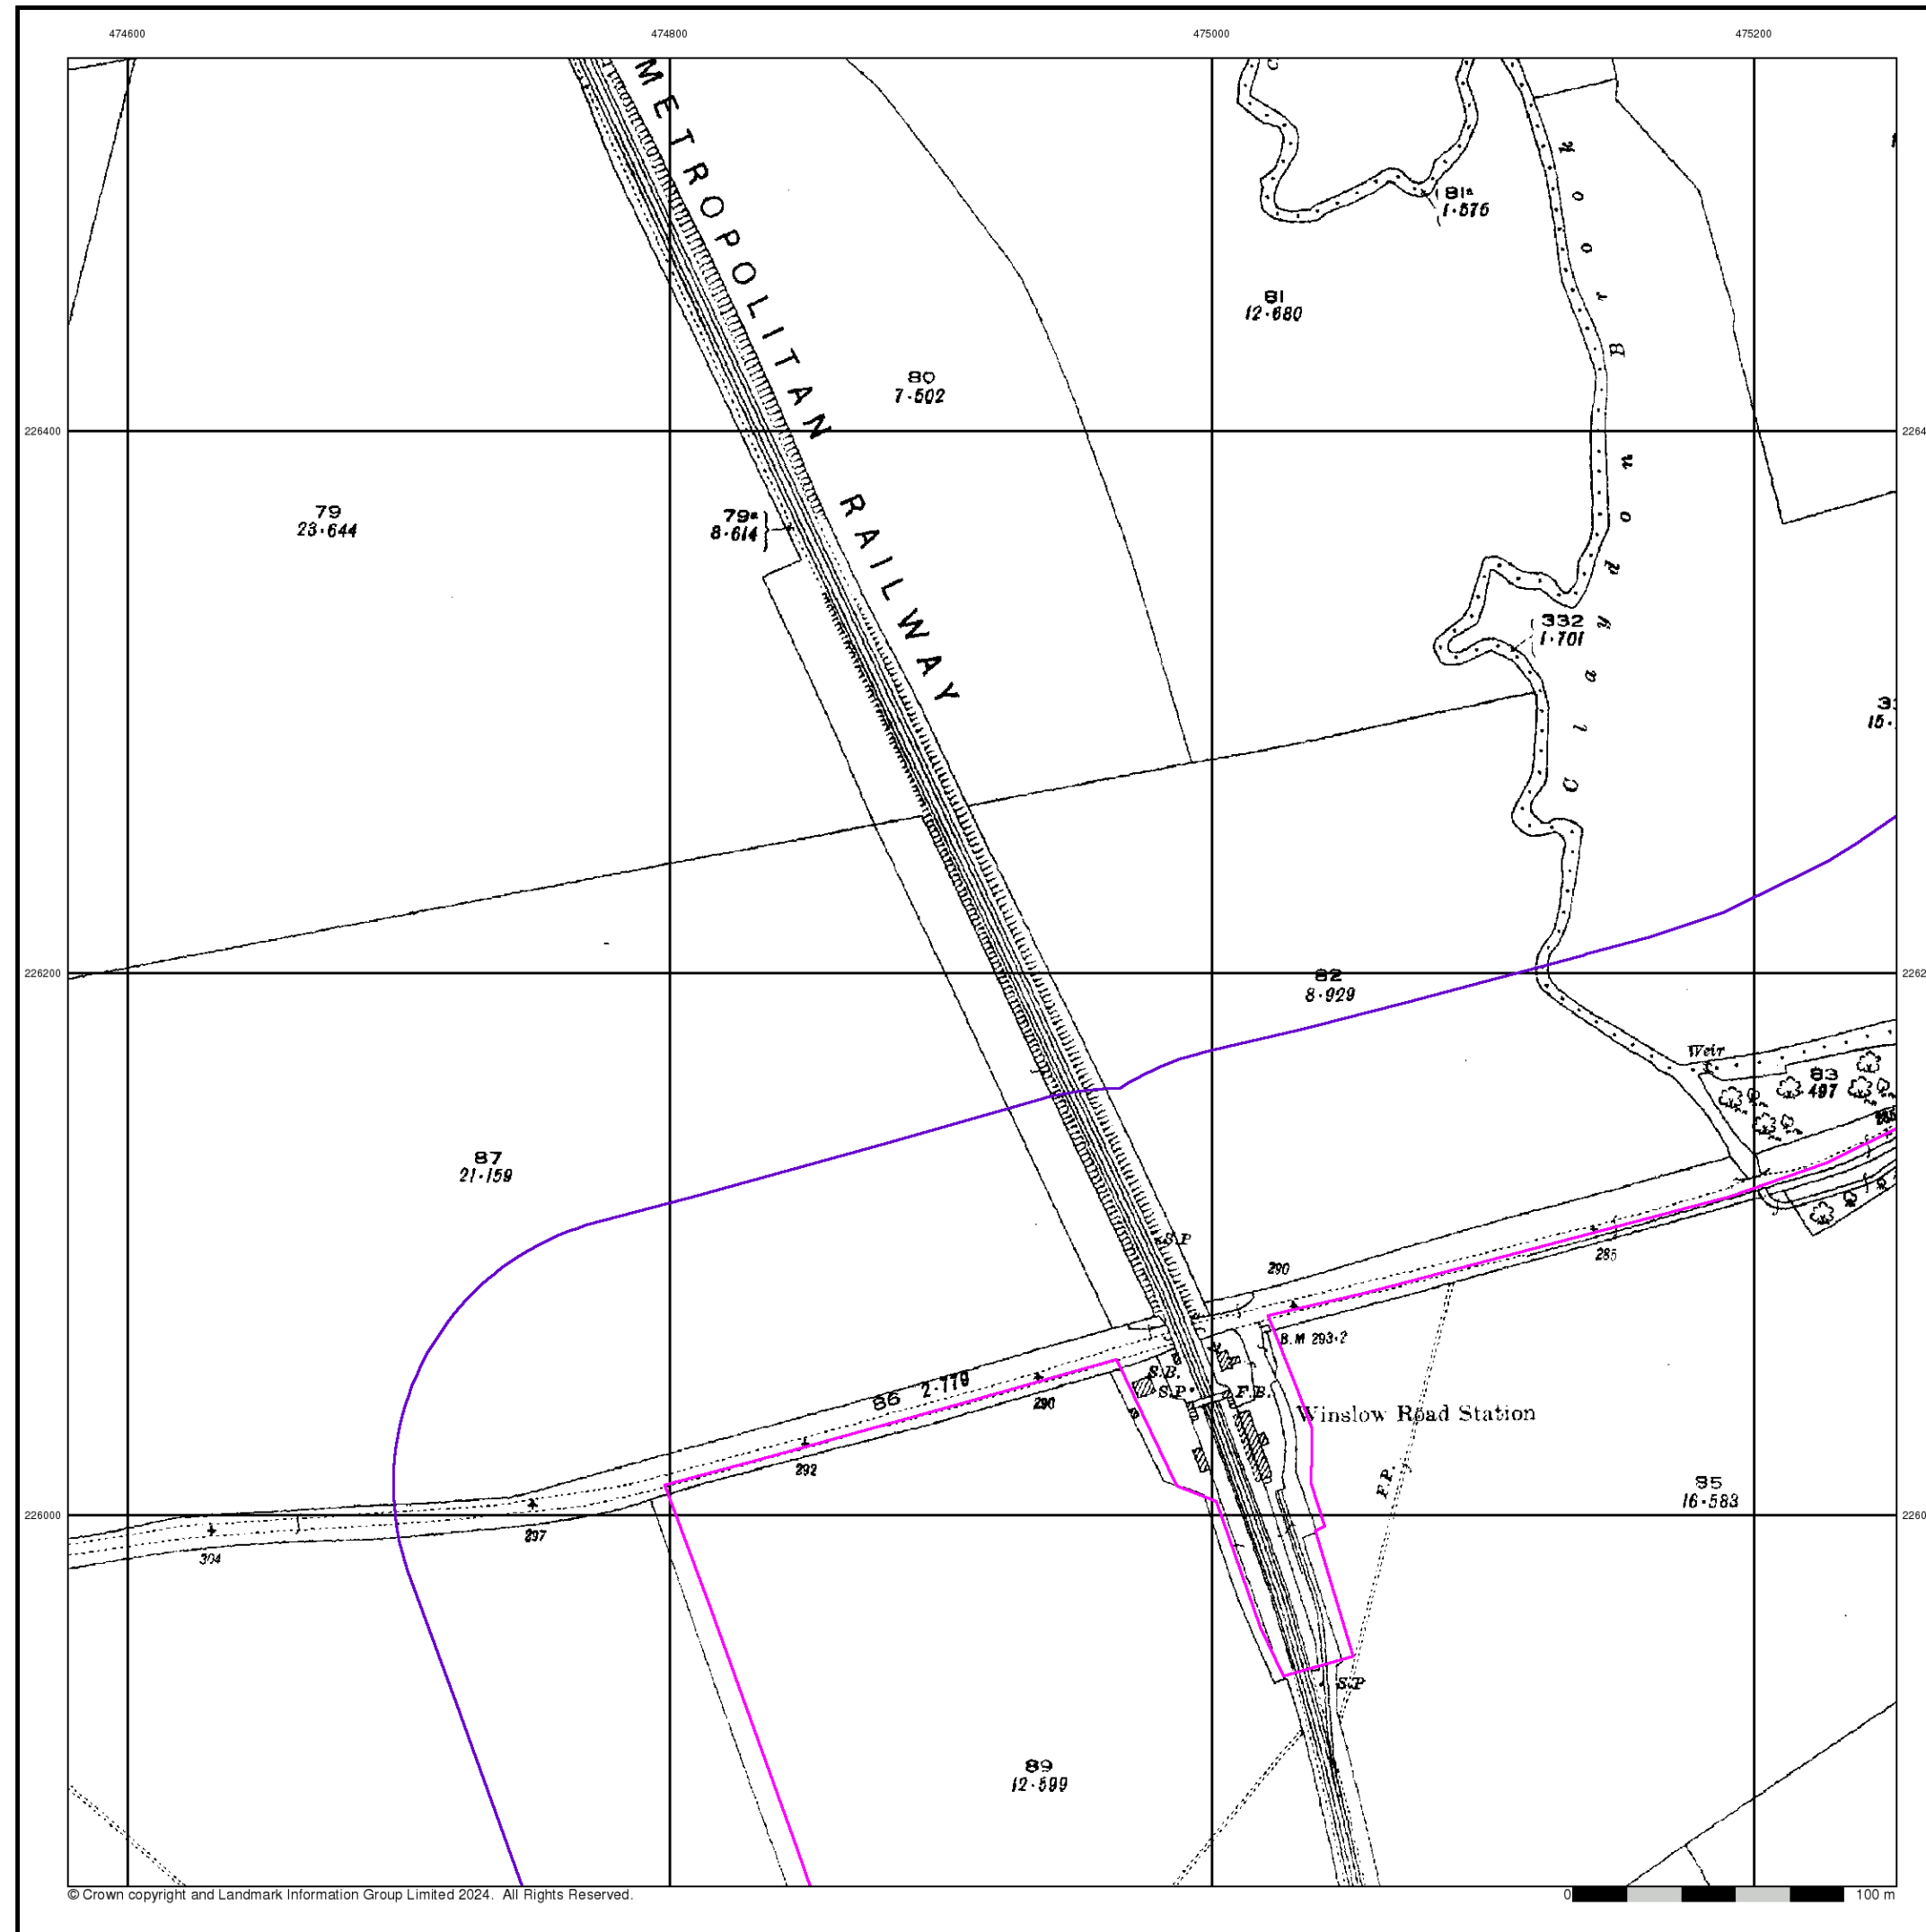 474600 474800 475000 475200
METROPOLITAN RAILWAY
81a
1·575
81
12·680
80
7·502
226400
79
23·644
79a
8·614
332
1·701
Claydon Brook
15·
226200
82
8·929
Weir
83
·497
87
21·159
S.P
290
285
B.M 293·2
S.B.
S.P.
F.B.
86 2·779
290
Winslow Road Station
292
F.P.
85
16·583
226000
297
304
S.P
89
12·599
© Crown copyright and Landmark Information Group Limited 2024. All Rights Reserved.
0 100 m